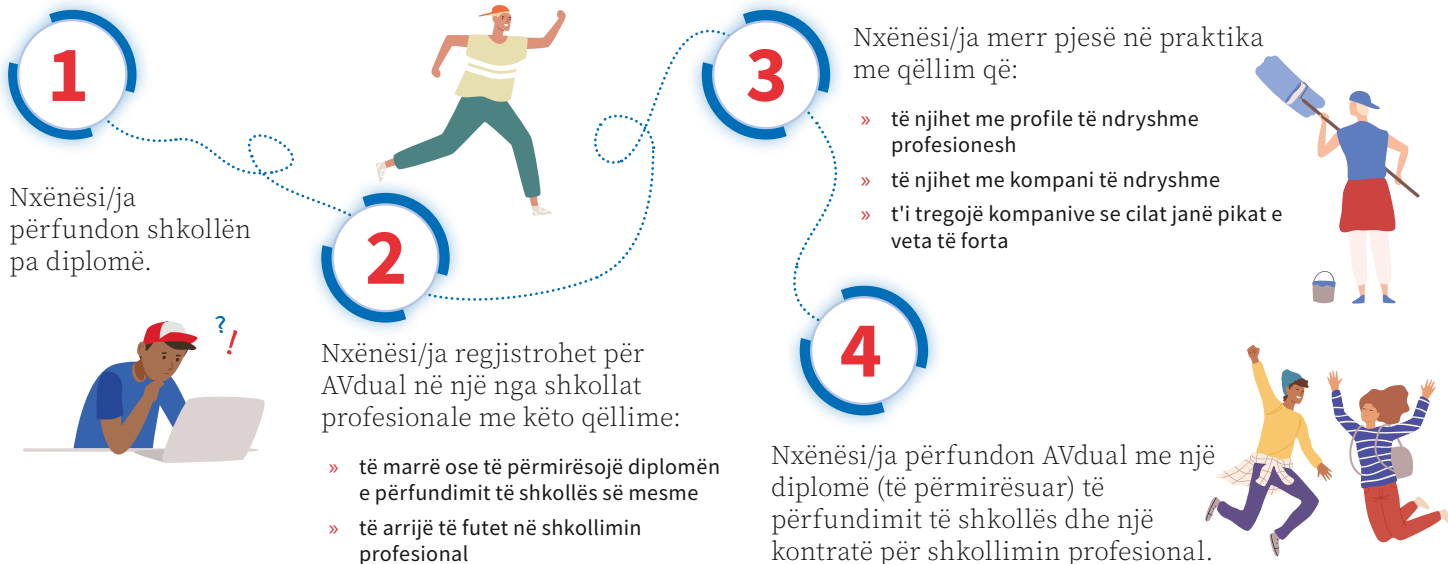 1
Nxënësi/ja
përfundon shkollën
pa diplomë.
?!
2
Nxënësi/ja regjistrohet për
AVdual në një nga shkollat
profesionale me këto qëllime:
» të marrë ose të përmirësojë diplomën
e përfundimit të shkollës së mesme
» të arrijë të futet në shkollimin
profesional
3
Nxënësi/ja merr pjesë në praktika
me qëllim që:
» të njihet me profile të ndryshme
profesionesh
» të njihet me kompani të ndryshme
» t'i tregojë kompanive se cilat janë pikat e
veta të forta
4
Nxënësi/ja përfundon AVdual me një
diplomë (të përmirësuar) të
përfundimit të shkollës dhe një
kontratë për shkollimin profesional.